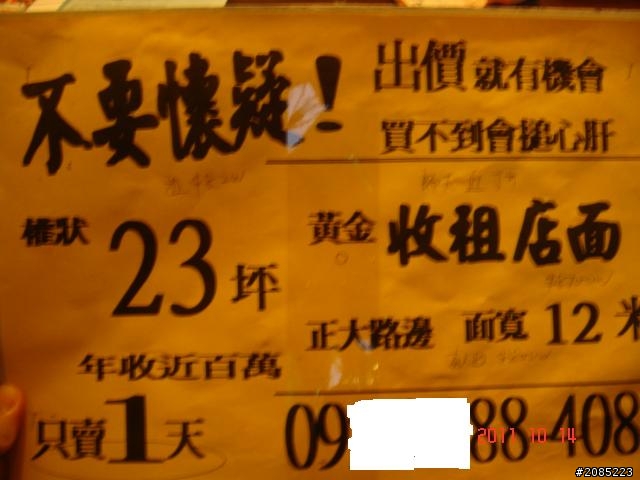 不要懷疑!
出價就有機會
買不到會搥心肝
權狀 23 坪
黃金 收租店面
正大路邊 面寬 12 米
年收近百萬
只賣 1 天
09 88-408
2011 10 14
#2085223